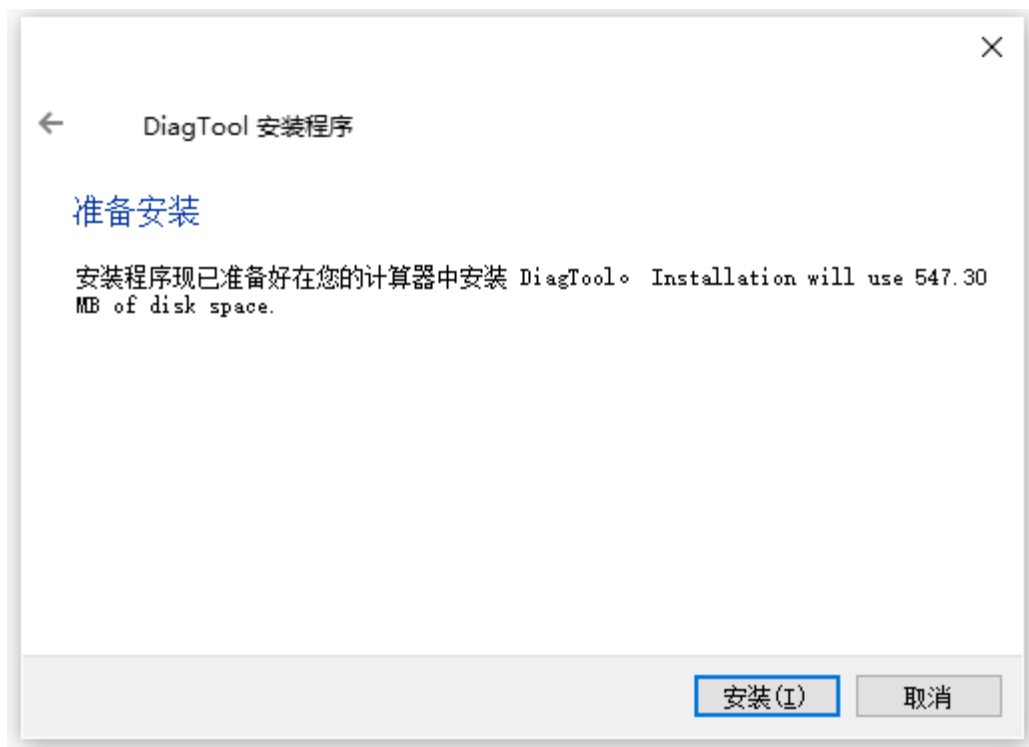 DiagTool 安装程序
准备安装
安装程序现已准备好在您的计算器中安装 DiagTool。 Installation will use 547.30
MB of disk space.
安装(I)
取消